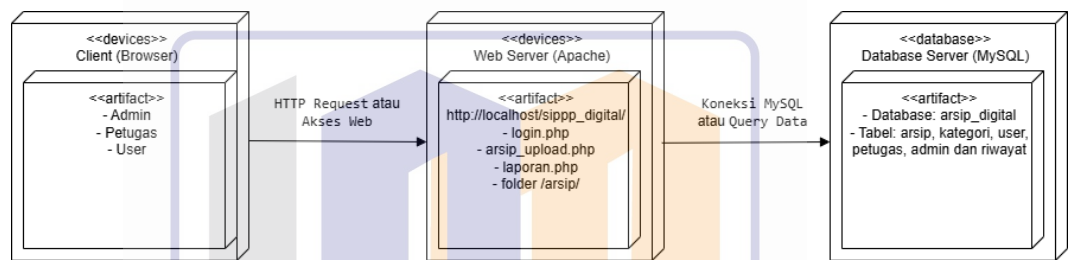 <<devices>>
Client (Browser)
<<artifact>>
- Admin
- Petugas
- User
HTTP Request atau
Akses Web
<<devices>>
Web Server (Apache)
<<artifact>>
http://localhost/sippp_digital/
- login.php
- arsip_upload.php
- laporan.php
- folder /arsip/
Koneksi MySQL
atau Query Data
<<database>>
Database Server (MySQL)
<<artifact>>
- Database: arsip_digital
- Tabel: arsip, kategori, user,
petugas, admin dan riwayat